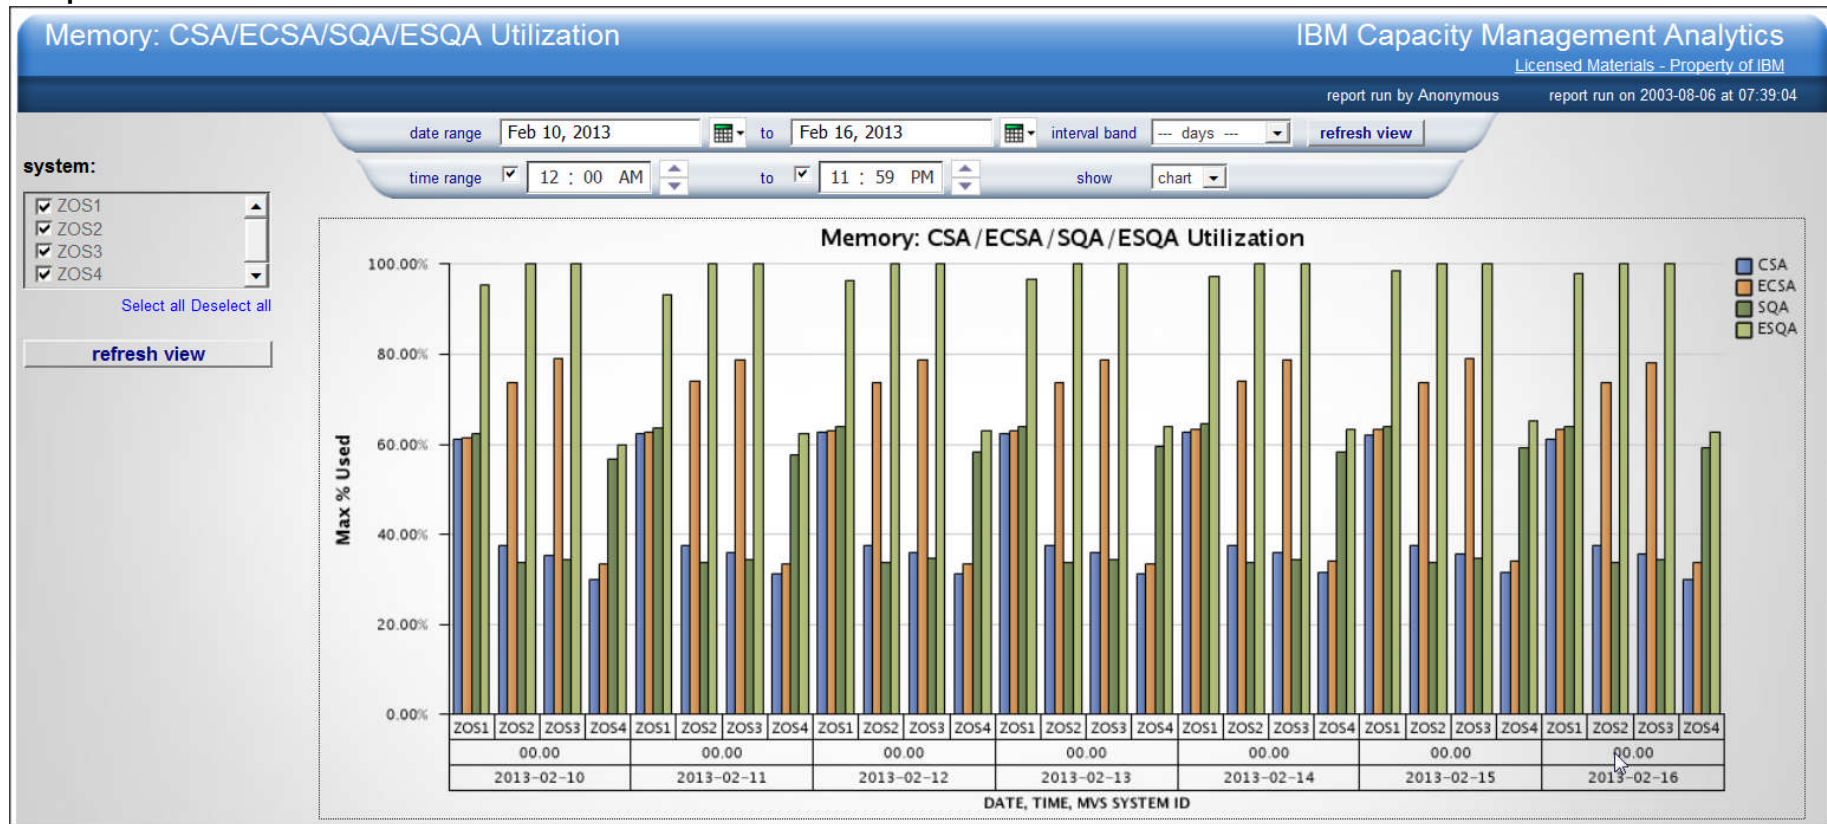 Memory: CSA/ECSA/SQA/ESQA Utilization
IBM Capacity Management Analytics
Licensed Materials - Property of IBM
report run by Anonymous report run on 2003-08-06 at 07:39:04
date range Feb 10, 2013 to Feb 16, 2013 interval band --- days --- refresh view
time range 12 : 00 AM to 11 : 59 PM show chart
system:
ZOS1
ZOS2
ZOS3
ZOS4
Select all Deselect all
refresh view
Memory: CSA/ECSA/SQA/ESQA Utilization
CSA
ECSA
SQA
ESQA
Max % Used
100.00%
80.00%
60.00%
40.00%
20.00%
0.00%
ZOS1 ZOS2 ZOS3 ZOS4 ZOS1 ZOS2 ZOS3 ZOS4 ZOS1 ZOS2 ZOS3 ZOS4 ZOS1 ZOS2 ZOS3 ZOS4 ZOS1 ZOS2 ZOS3 ZOS4 ZOS1 ZOS2 ZOS3 ZOS4 ZOS1 ZOS2 ZOS3 ZOS4
00.00 00.00 00.00 00.00 00.00 00.00 00.00
2013-02-10 2013-02-11 2013-02-12 2013-02-13 2013-02-14 2013-02-15 2013-02-16
DATE, TIME, MVS SYSTEM ID